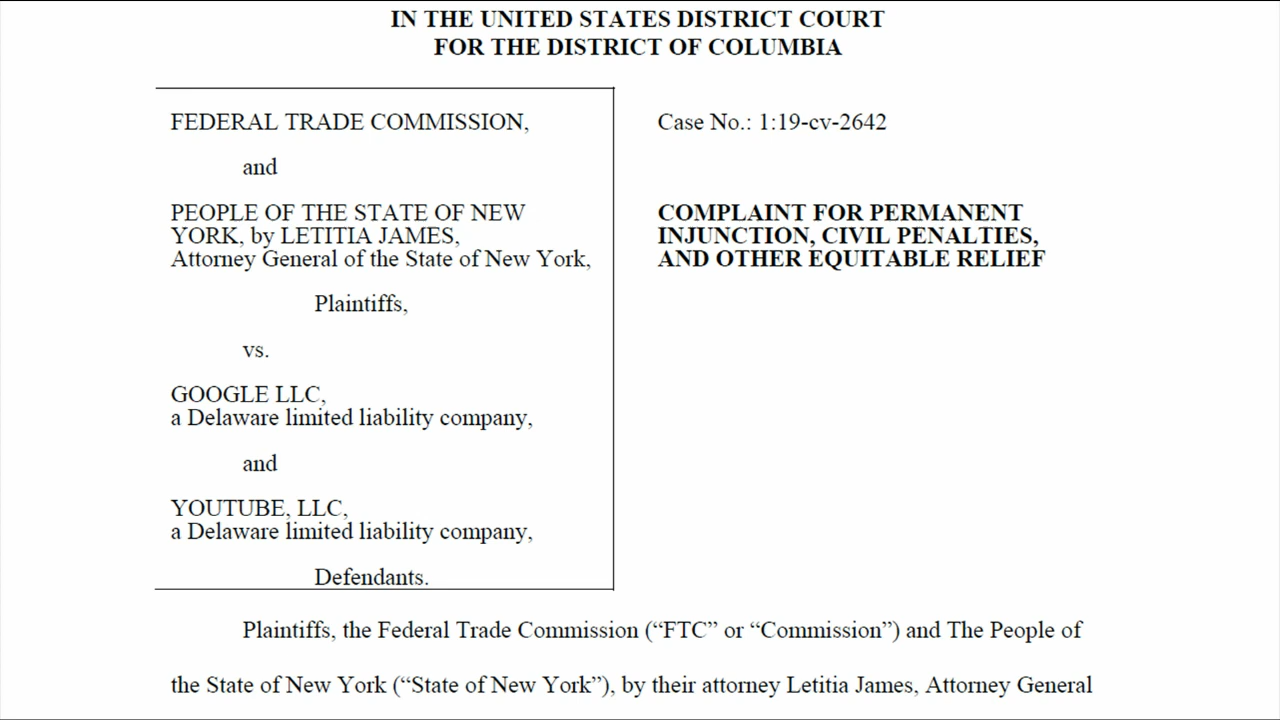 IN THE UNITED STATES DISTRICT COURT
FOR THE DISTRICT OF COLUMBIA
FEDERAL TRADE COMMISSION,
and
PEOPLE OF THE STATE OF NEW
YORK, by LETITIA JAMES,
Attorney General of the State of New York,
Plaintiffs,
vs.
GOOGLE LLC,
a Delaware limited liability company,
and
YOUTUBE, LLC,
a Delaware limited liability company,
Defendants.
Case No.: 1:19-cv-2642
COMPLAINT FOR PERMANENT
INJUNCTION, CIVIL PENALTIES,
AND OTHER EQUITABLE RELIEF
Plaintiffs, the Federal Trade Commission (“FTC” or “Commission”) and The People of
the State of New York (“State of New York”), by their attorney Letitia James, Attorney General